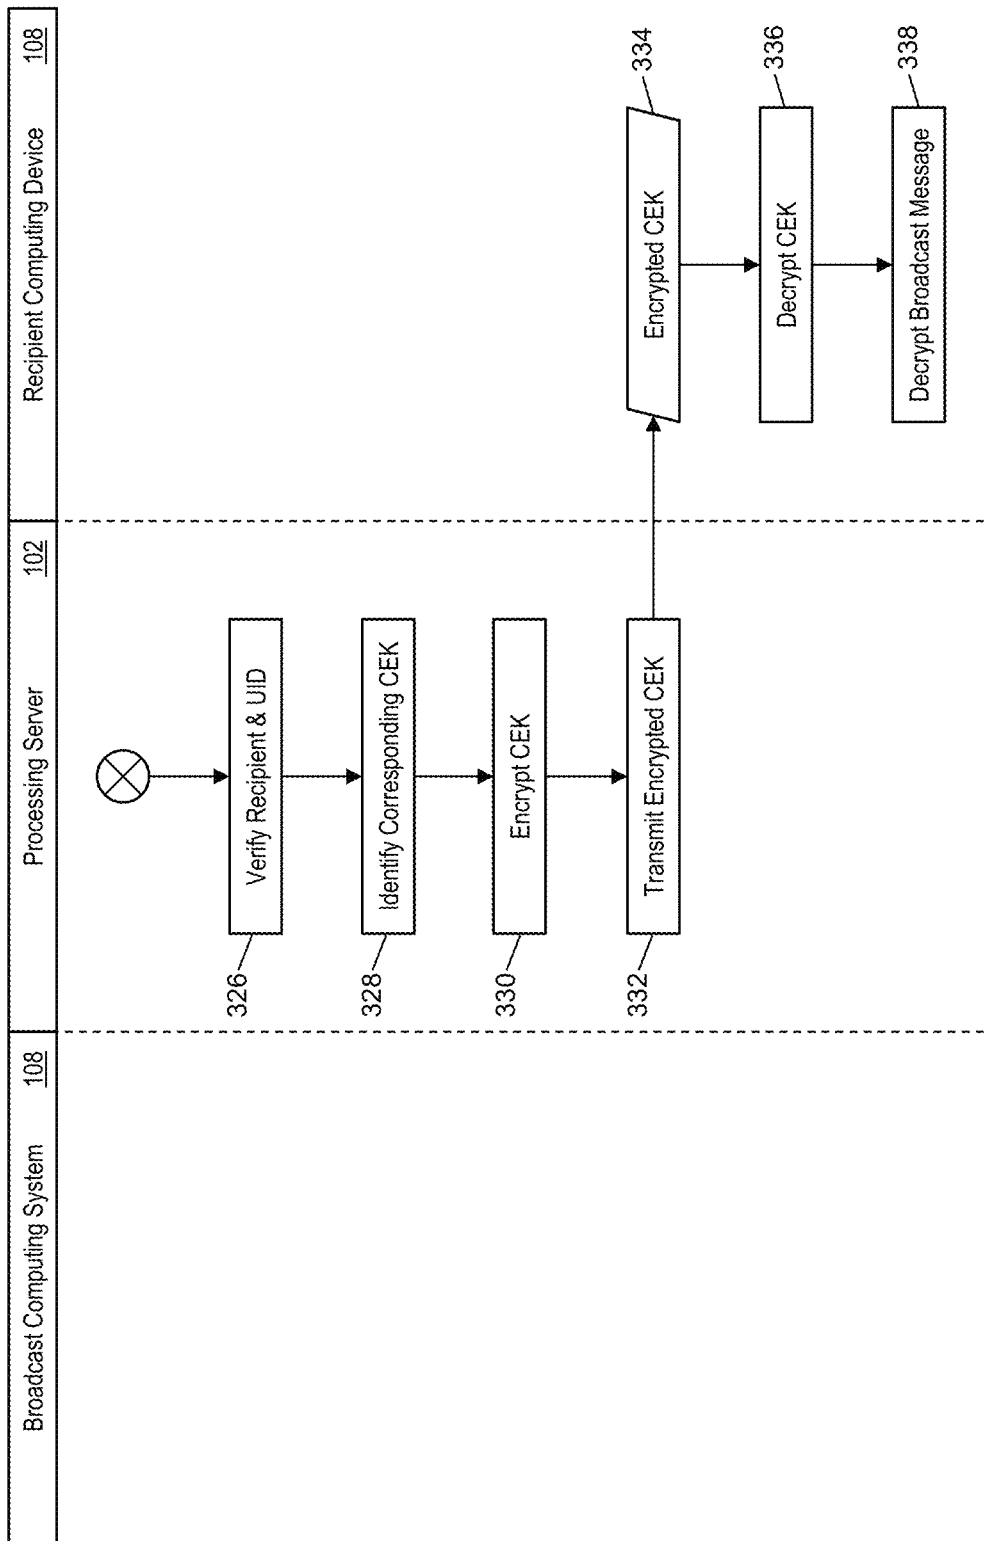 Broadcast Computing System 108
Processing Server 102
Recipient Computing Device 108
326
Verify Recipient & UID
328
Identify Corresponding CEK
330
Encrypt CEK
332
Transmit Encrypted CEK
Encrypted CEK
334
Decrypt CEK
336
Decrypt Broadcast Message
338